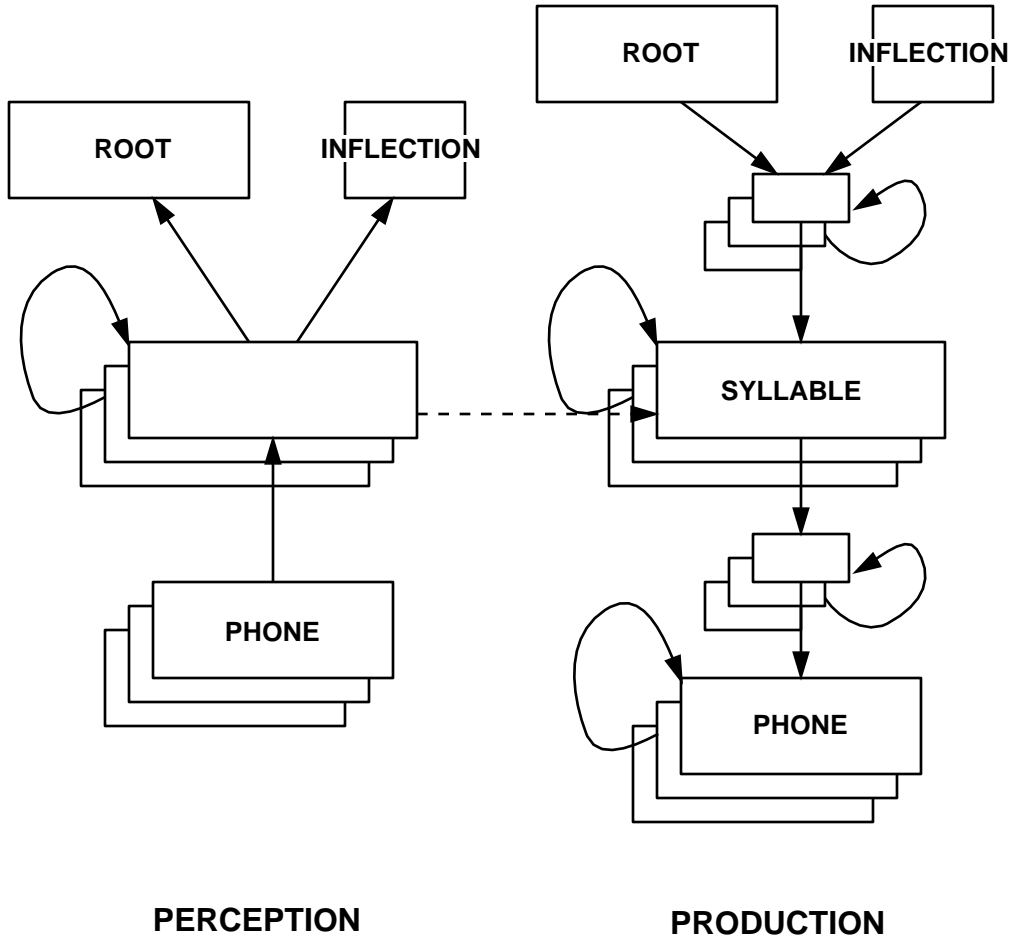 ROOT
INFLECTION
PHONE
PERCEPTION
ROOT
INFLECTION
SYLLABLE
PHONE
PRODUCTION